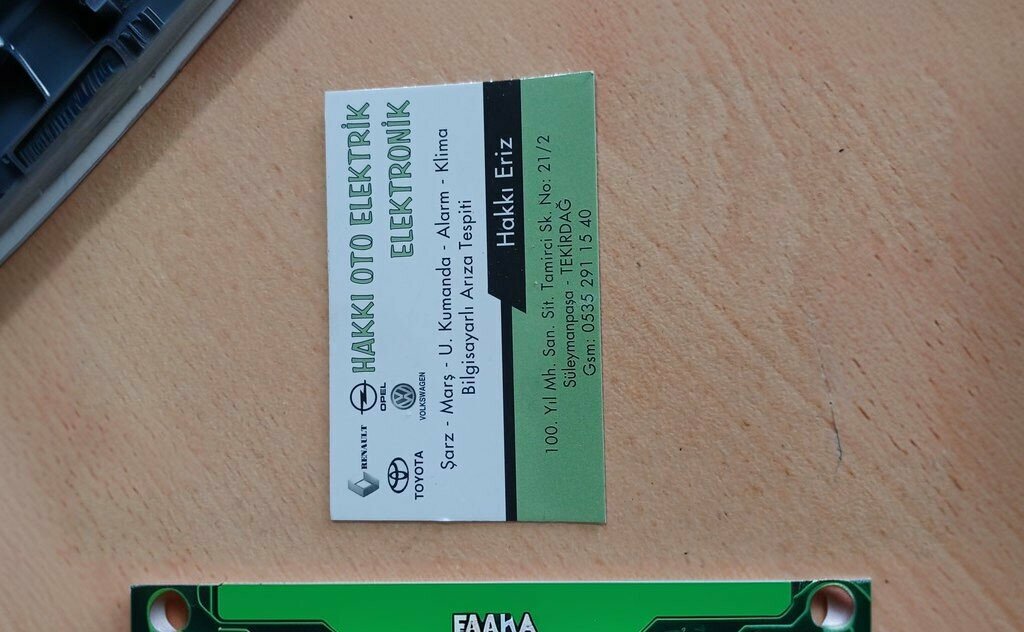 HAKKI OTO ELEKTRİK
ELEKTRONİK
RENAULT
OPEL
TOYOTA
VOLKSWAGEN
Şarz - Marş - U. Kumanda - Alarm - Klima
Bilgisayarlı Arıza Tespiti
Hakkı Eriz
100. Yıl Mh. San. Sit. Tamirci Sk. No: 21/2
Süleymanpaşa - TEKİRDAĞ
Gsm: 0535 291 15 40